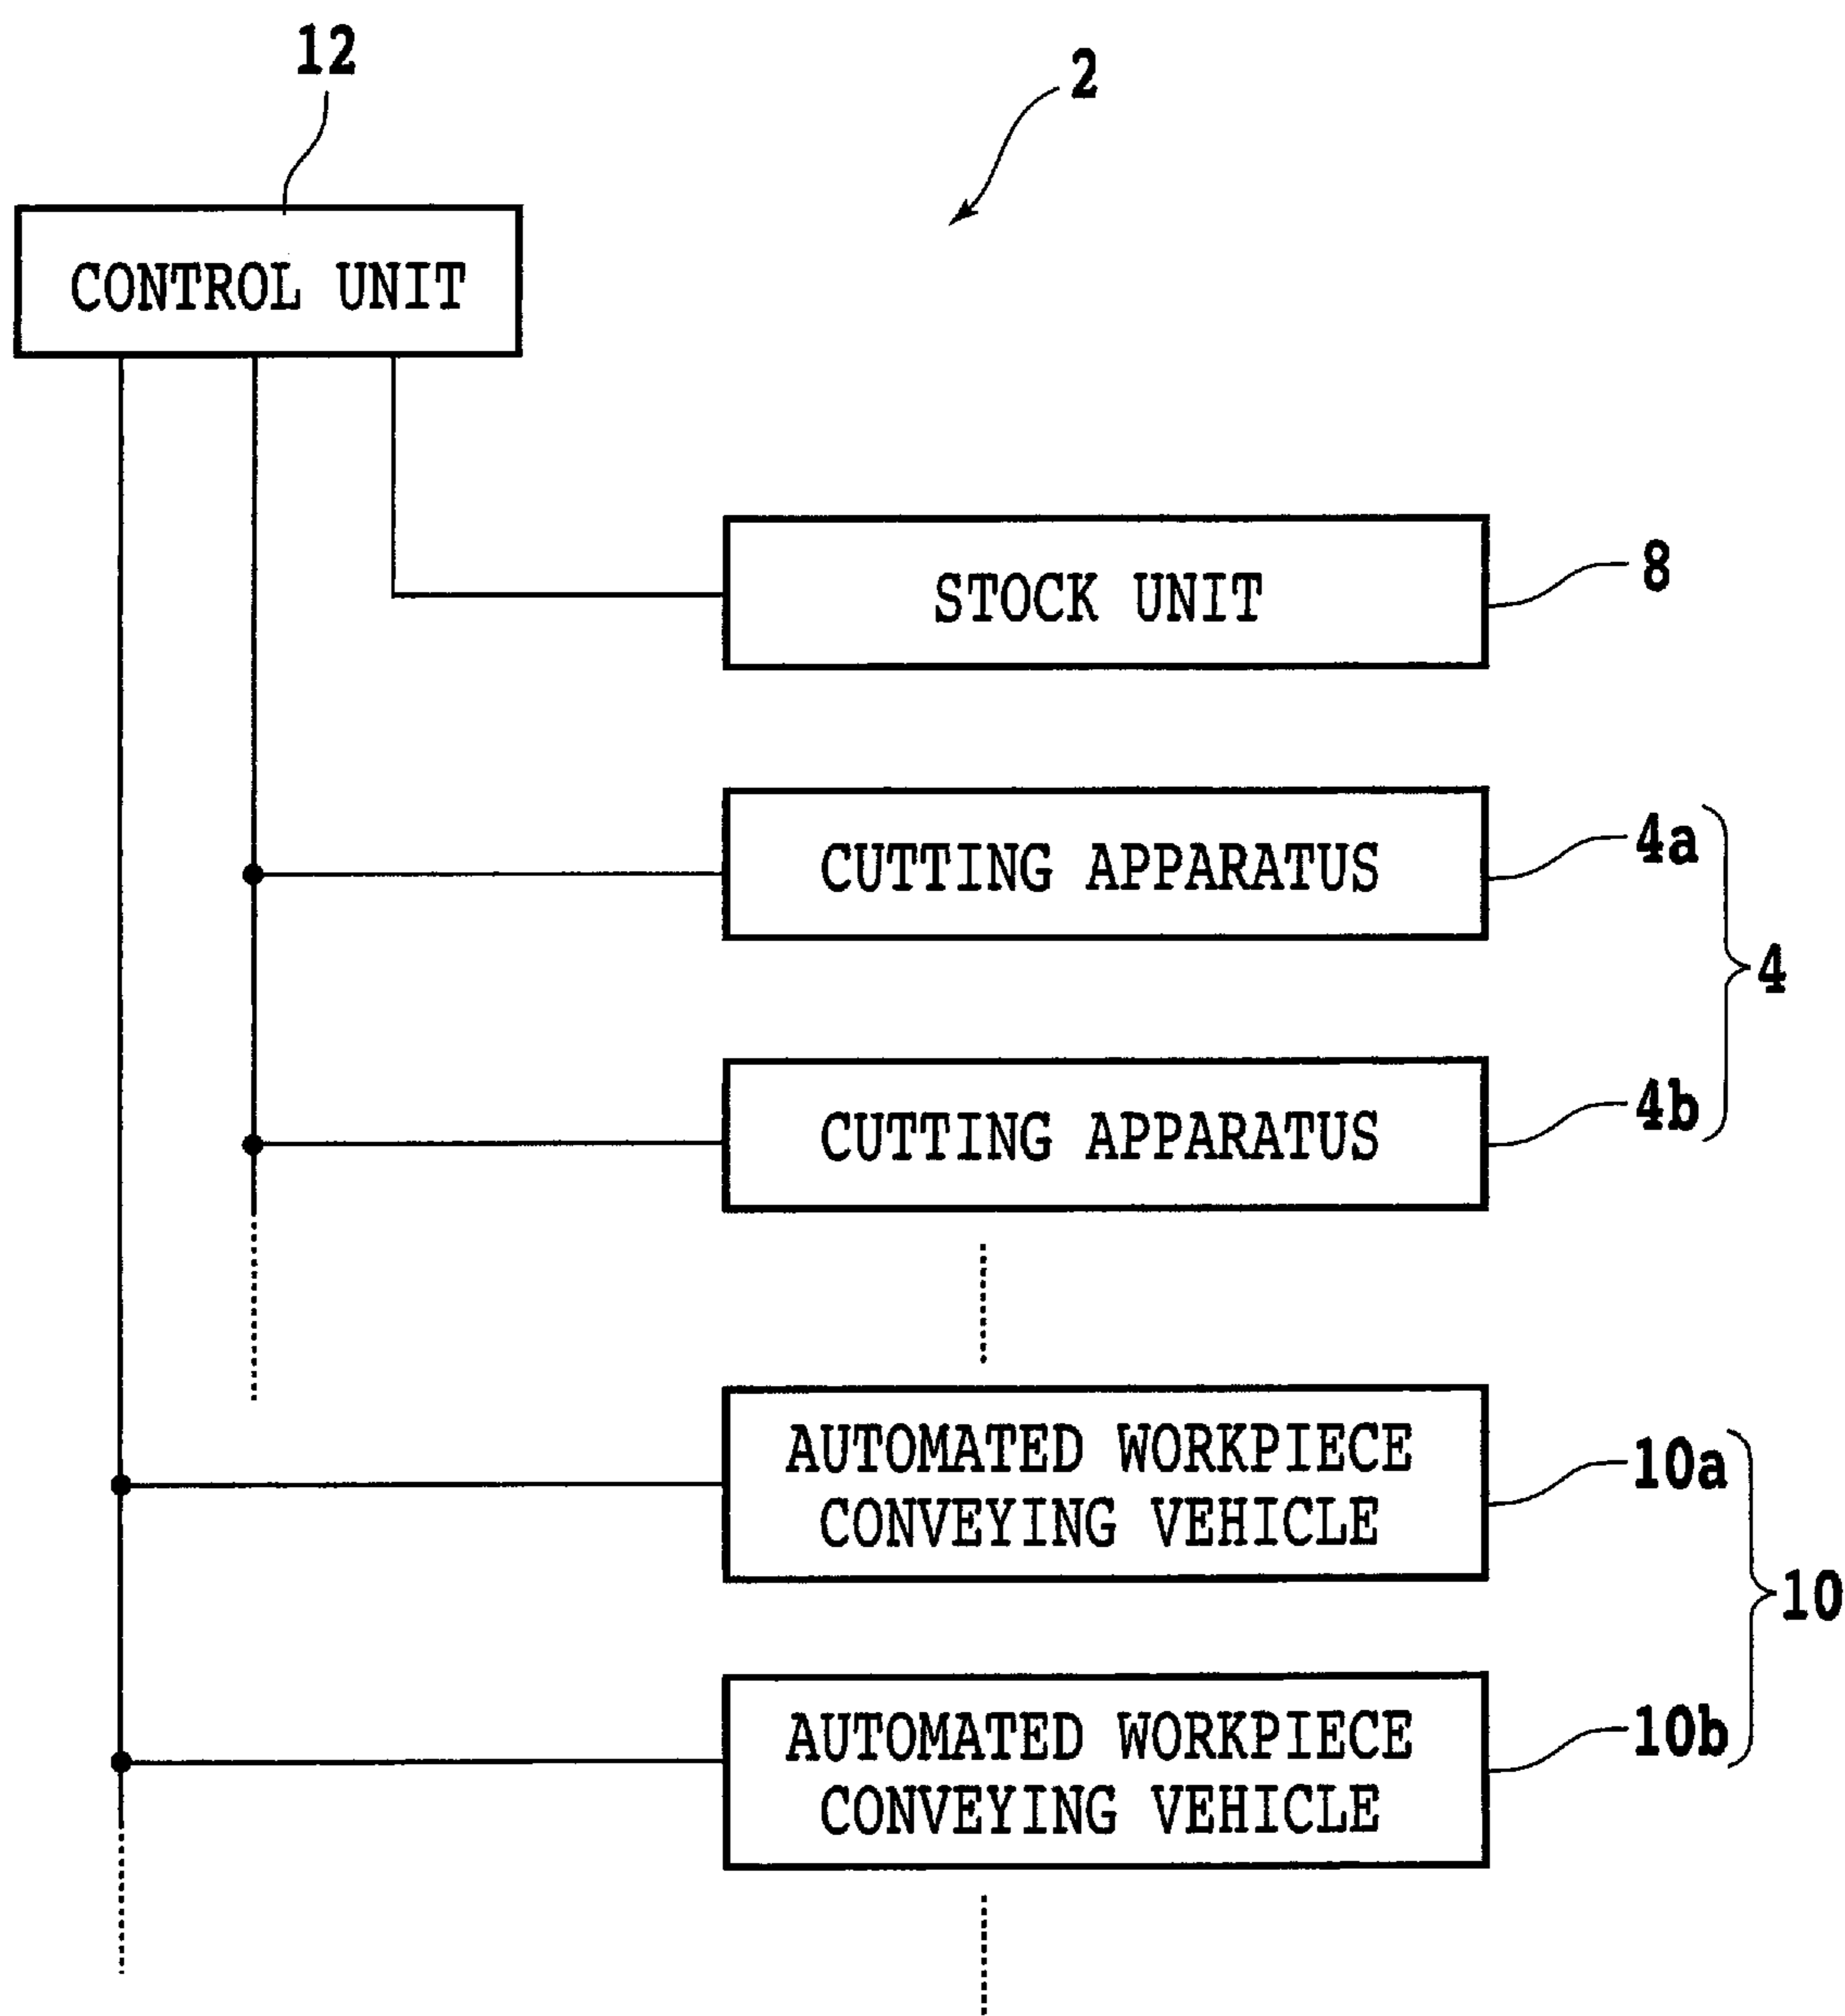 12
2
CONTROL UNIT
STOCK UNIT
8
CUTTING APPARATUS
4a
4
CUTTING APPARATUS
4b
AUTOMATED WORKPIECE
CONVEYING VEHICLE
10a
10
AUTOMATED WORKPIECE
CONVEYING VEHICLE
10b